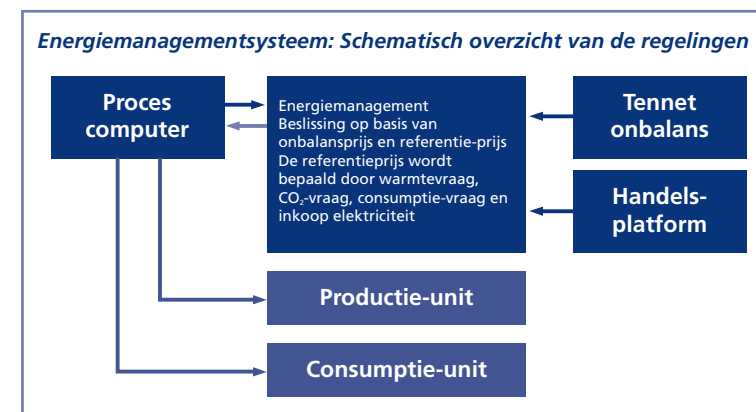 Energiemanagementsysteem: Schematisch overzicht van de regelingen
Proces
computer
Energiemanagement
Beslissing op basis van
onbalansprijs en referentie-prijs
De referentieprijs wordt
bepaald door warmtevraag,
CO₂-vraag, consumptie-vraag en
inkoop elektriciteit
Tennet
onbalans
Handels-
platform
Productie-unit
Consumptie-unit